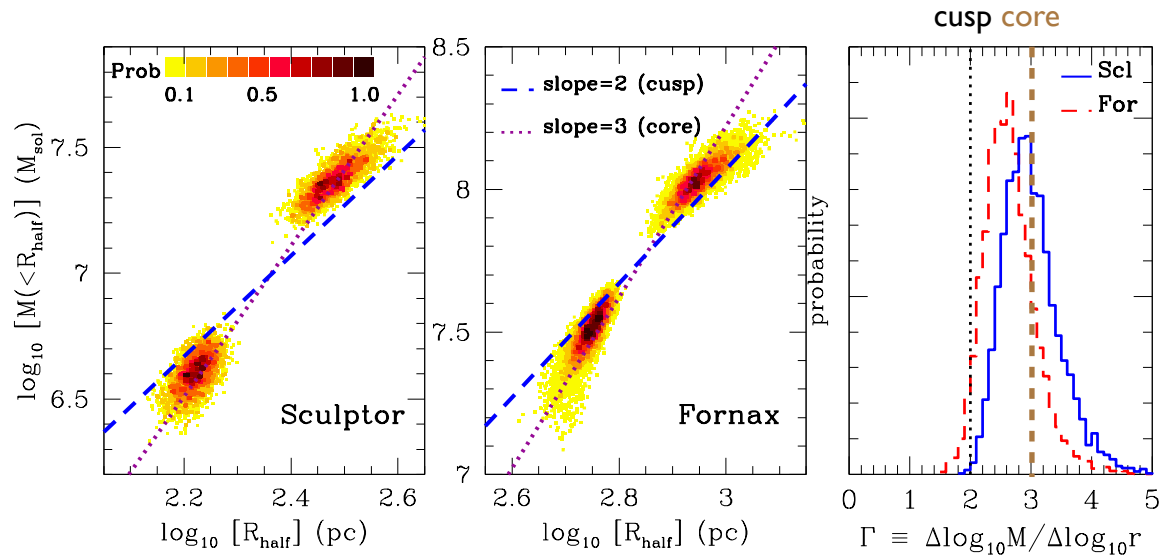 cusp core
Prob
0.1 0.5 1.0
Sculptor
7.5
7
6.5
log10 [M(<Rhalf)] (Msol)
2.2 2.4 2.6
log10 [Rhalf] (pc)
8.5
8
7.5
7
slope=2 (cusp)
slope=3 (core)
Fornax
2.6 2.8 3
log10 [Rhalf] (pc)
probability
Scl
For
0 1 2 3 4 5
Γ ≡ Δlog10M/Δlog10r